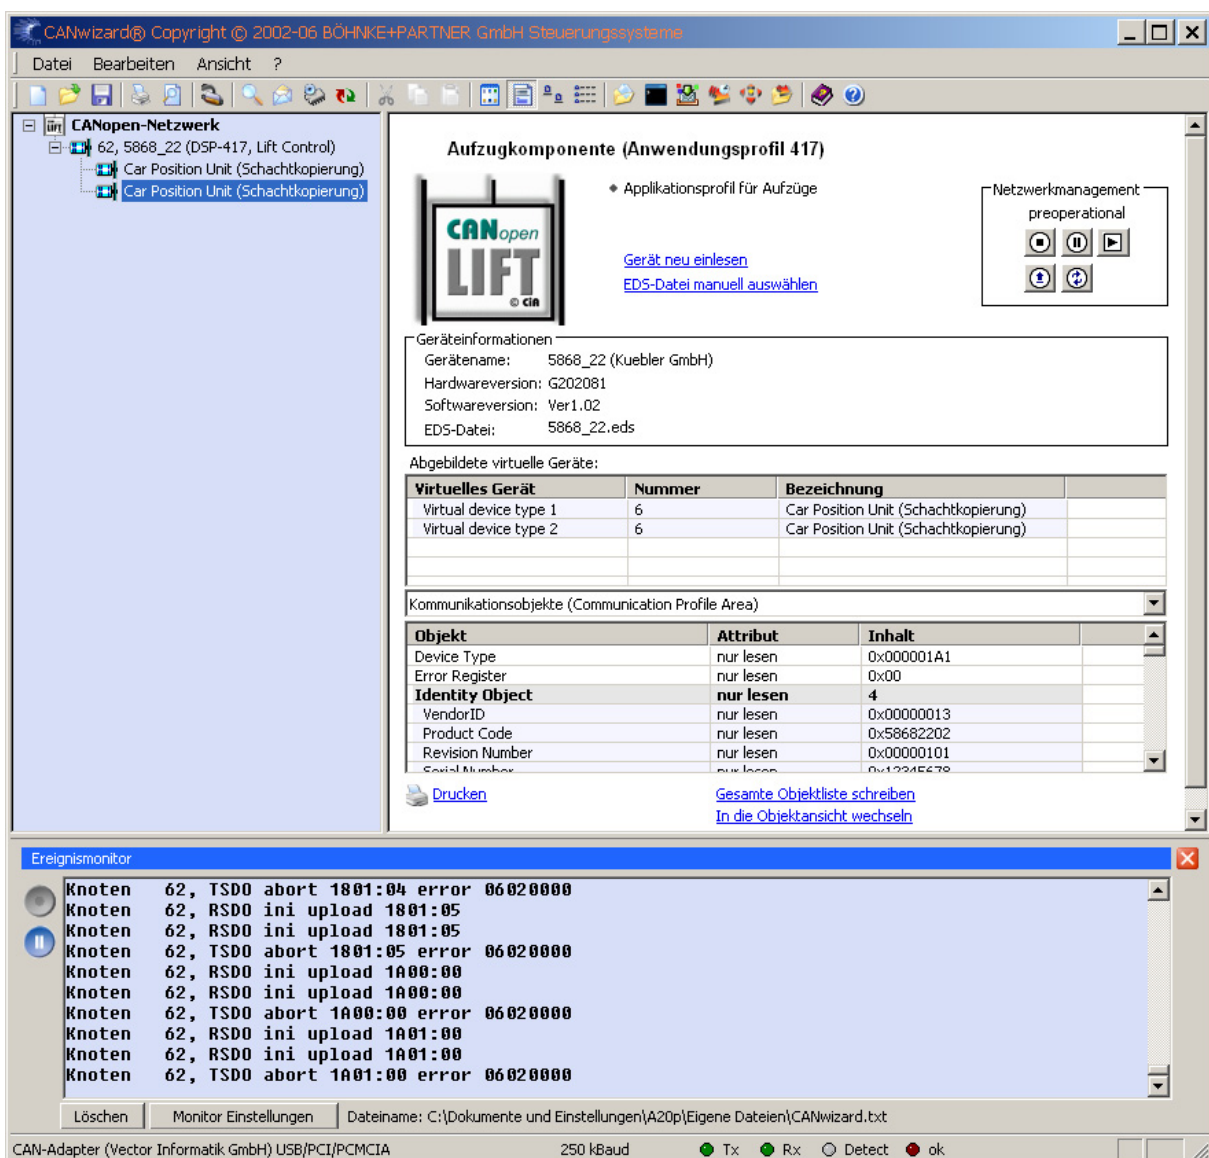 CANwizard® Copyright © 2002-06 BÖHNKE+PARTNER GmbH Steuerungssysteme
Datei Bearbeiten Ansicht ?
CANopen-Netzwerk
62, 5868_22 (DSP-417, Lift Control)
Car Position Unit (Schachtkopierung)
Car Position Unit (Schachtkopierung)
Aufzugkomponente (Anwendungsprofil 417)
CANopen
LIFT
© CiA
Applikationsprofil für Aufzüge
Gerät neu einlesen
EDS-Datei manuell auswählen
Netzwerkmanagement
preoperational
Geräteinformationen
Gerätename: 5868_22 (Kuebler GmbH)
Hardwareversion: G202081
Softwareversion: Ver1.02
EDS-Datei: 5868_22.eds
Abgebildete virtuelle Geräte:
Virtuelles Gerät Nummer Bezeichnung
Virtual device type 1 6 Car Position Unit (Schachtkopierung)
Virtual device type 2 6 Car Position Unit (Schachtkopierung)
Kommunikationsobjekte (Communication Profile Area)
Objekt Attribut Inhalt
Device Type nur lesen 0x000001A1
Error Register nur lesen 0x00
Identity Object nur lesen 4
VendorID nur lesen 0x00000013
Product Code nur lesen 0x58682202
Revision Number nur lesen 0x00000101
Serial Number nur lesen 0x12345678
Drucken
Gesamte Objektliste schreiben
In die Objektansicht wechseln
Ereignismonitor
Knoten 62, TSDO abort 1801:04 error 06020000
Knoten 62, RSDO ini upload 1801:05
Knoten 62, RSDO ini upload 1801:05
Knoten 62, TSDO abort 1801:05 error 06020000
Knoten 62, RSDO ini upload 1A00:00
Knoten 62, RSDO ini upload 1A00:00
Knoten 62, TSDO abort 1A00:00 error 06020000
Knoten 62, RSDO ini upload 1A01:00
Knoten 62, RSDO ini upload 1A01:00
Knoten 62, TSDO abort 1A01:00 error 06020000
Löschen Monitor Einstellungen Dateiname: C:\Dokumente und Einstellungen\A20p\Eigene Dateien\CANwizard.txt
CAN-Adapter (Vector Informatik GmbH) USB/PCI/PCMCIA 250 kBaud Tx Rx Detect ok